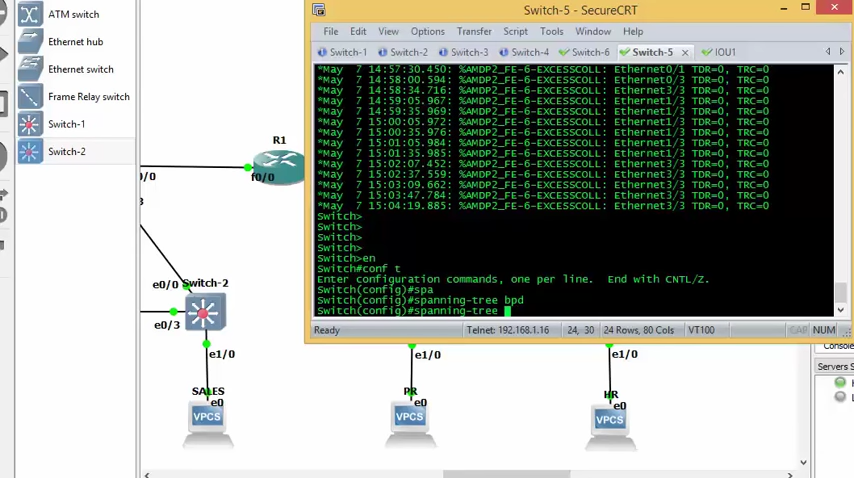 ATM switch
Ethernet hub
Ethernet switch
Frame Relay switch
Switch-1
Switch-2
R1
f0/0
0/0
3
e0/0
Switch-2
e0/3
e1/0
e1/0
e1/0
SALES
PR
HR
e0
e0
e0
VPCS
VPCS
VPCS
Switch-5 - SecureCRT
File Edit View Options Transfer Script Tools Window Help
Switch-1 Switch-2 Switch-3 Switch-4 Switch-6 Switch-5 IOU1
*May 7 14:57:30.450: %AMDP2_FE-6-EXCESSCOLL: Ethernet0/1 TDR=0, TRC=0
*May 7 14:58:00.594: %AMDP2_FE-6-EXCESSCOLL: Ethernet3/3 TDR=0, TRC=0
*May 7 14:58:34.716: %AMDP2_FE-6-EXCESSCOLL: Ethernet3/3 TDR=0, TRC=0
*May 7 14:59:05.967: %AMDP2_FE-6-EXCESSCOLL: Ethernet1/3 TDR=0, TRC=0
*May 7 14:59:35.969: %AMDP2_FE-6-EXCESSCOLL: Ethernet1/3 TDR=0, TRC=0
*May 7 15:00:05.972: %AMDP2_FE-6-EXCESSCOLL: Ethernet1/3 TDR=0, TRC=0
*May 7 15:00:35.976: %AMDP2_FE-6-EXCESSCOLL: Ethernet1/3 TDR=0, TRC=0
*May 7 15:01:05.984: %AMDP2_FE-6-EXCESSCOLL: Ethernet1/3 TDR=0, TRC=0
*May 7 15:01:35.985: %AMDP2_FE-6-EXCESSCOLL: Ethernet1/3 TDR=0, TRC=0
*May 7 15:02:07.452: %AMDP2_FE-6-EXCESSCOLL: Ethernet3/3 TDR=0, TRC=0
*May 7 15:02:37.559: %AMDP2_FE-6-EXCESSCOLL: Ethernet3/3 TDR=0, TRC=0
*May 7 15:03:09.662: %AMDP2_FE-6-EXCESSCOLL: Ethernet3/3 TDR=0, TRC=0
*May 7 15:03:47.784: %AMDP2_FE-6-EXCESSCOLL: Ethernet3/3 TDR=0, TRC=0
*May 7 15:04:19.885: %AMDP2_FE-6-EXCESSCOLL: Ethernet3/3 TDR=0, TRC=0
Switch>
Switch>
Switch>
Switch>en
Switch#conf t
Enter configuration commands, one per line. End with CNTL/Z.
Switch(config)#spa
Switch(config)#spanning-tree bpd
Switch(config)#spanning-tree
Ready Telnet: 192.168.1.16 24, 30 24 Rows, 80 Cols VT100 CAP NUM
Console
Servers S